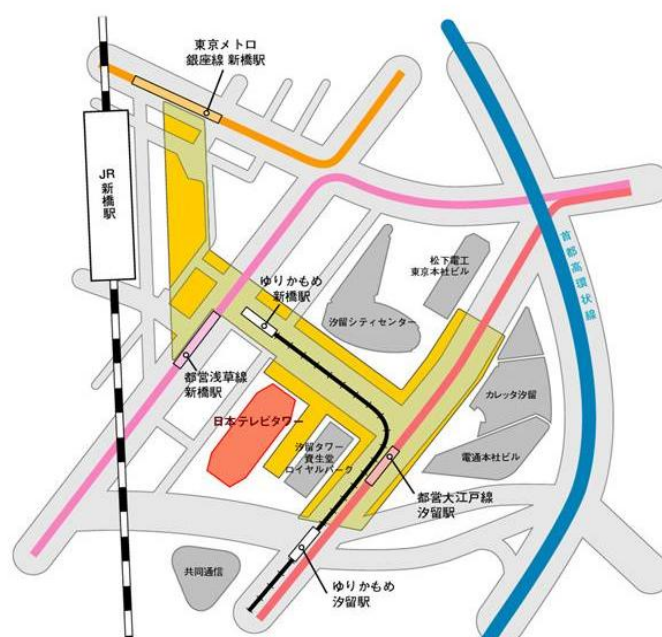 東京メトロ
銀座線 新橋駅
JR
新橋駅
ゆりかもめ
新橋駅
松下電工
東京本社ビル
首都高環状線
汐留シティセンター
都営浅草線
新橋駅
カレッタ汐留
日本テレビタワー
汐留タワー
資生堂
ロイヤルパーク
電通本社ビル
都営大江戸線
汐留駅
共同通信
ゆりかもめ
汐留駅